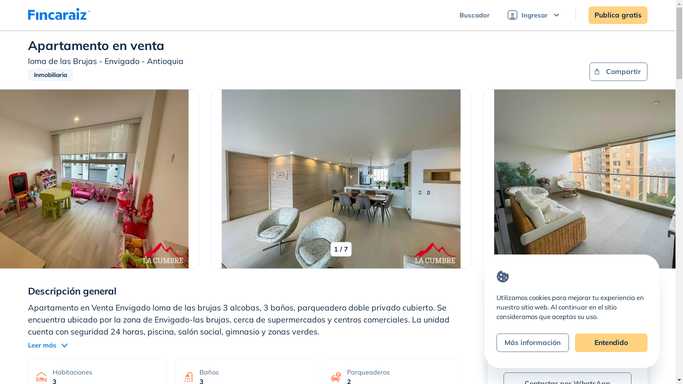 Fincaraiz
Buscador
Ingresar
Publica gratis
Apartamento en venta
loma de las Brujas - Envigado - Antioquia
Inmobiliaria
Compartir
LA CUMBRE
1 / 7
LA CUMBRE
Descripción general
Apartamento en Venta Envigado loma de las brujas 3 alcobas, 3 baños, parqueadero doble privado cubierto. Se
encuentra ubicado por la zona de Envigado-las brujas, cerca de supermercados y centros comerciales. La unidad
cuenta con seguridad 24 horas, piscina, salón social, gimnasio y zonas verdes.
Leer más
Habitaciones
3
Baños
3
Parqueaderos
2
Utilizamos cookies para mejorar tu experiencia en
nuestro sitio web. Al continuar en el sitio
consideramos que aceptas su uso.
Más información
Entendido
Contactar por WhatsApp